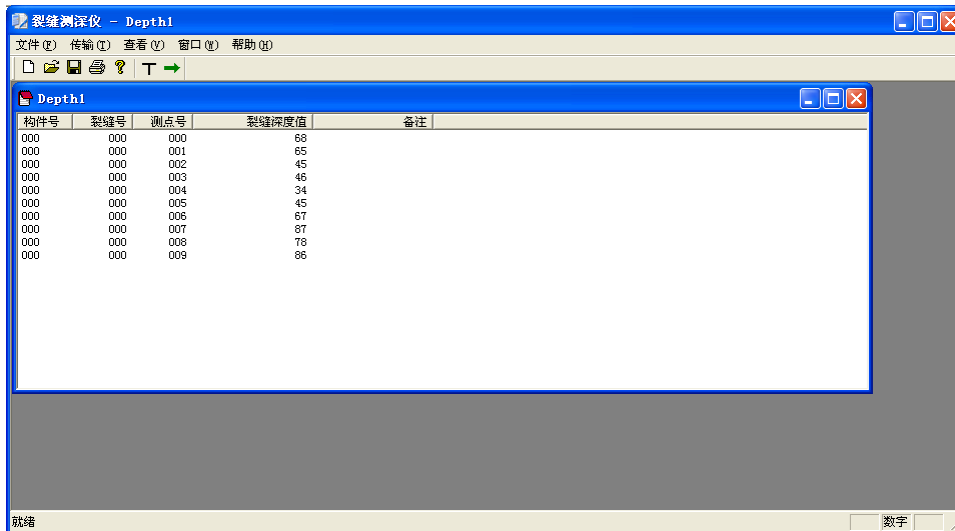 裂缝测深仪 - Depth1
文件(F) 传输(T) 查看(V) 窗口(W) 帮助(H)
Depth1
构件号 裂缝号 测点号 裂缝深度值 备注
000 000 000 68
000 000 001 65
000 000 002 45
000 000 003 46
000 000 004 34
000 000 005 45
000 000 006 67
000 000 007 87
000 000 008 78
000 000 009 86
就绪 数字